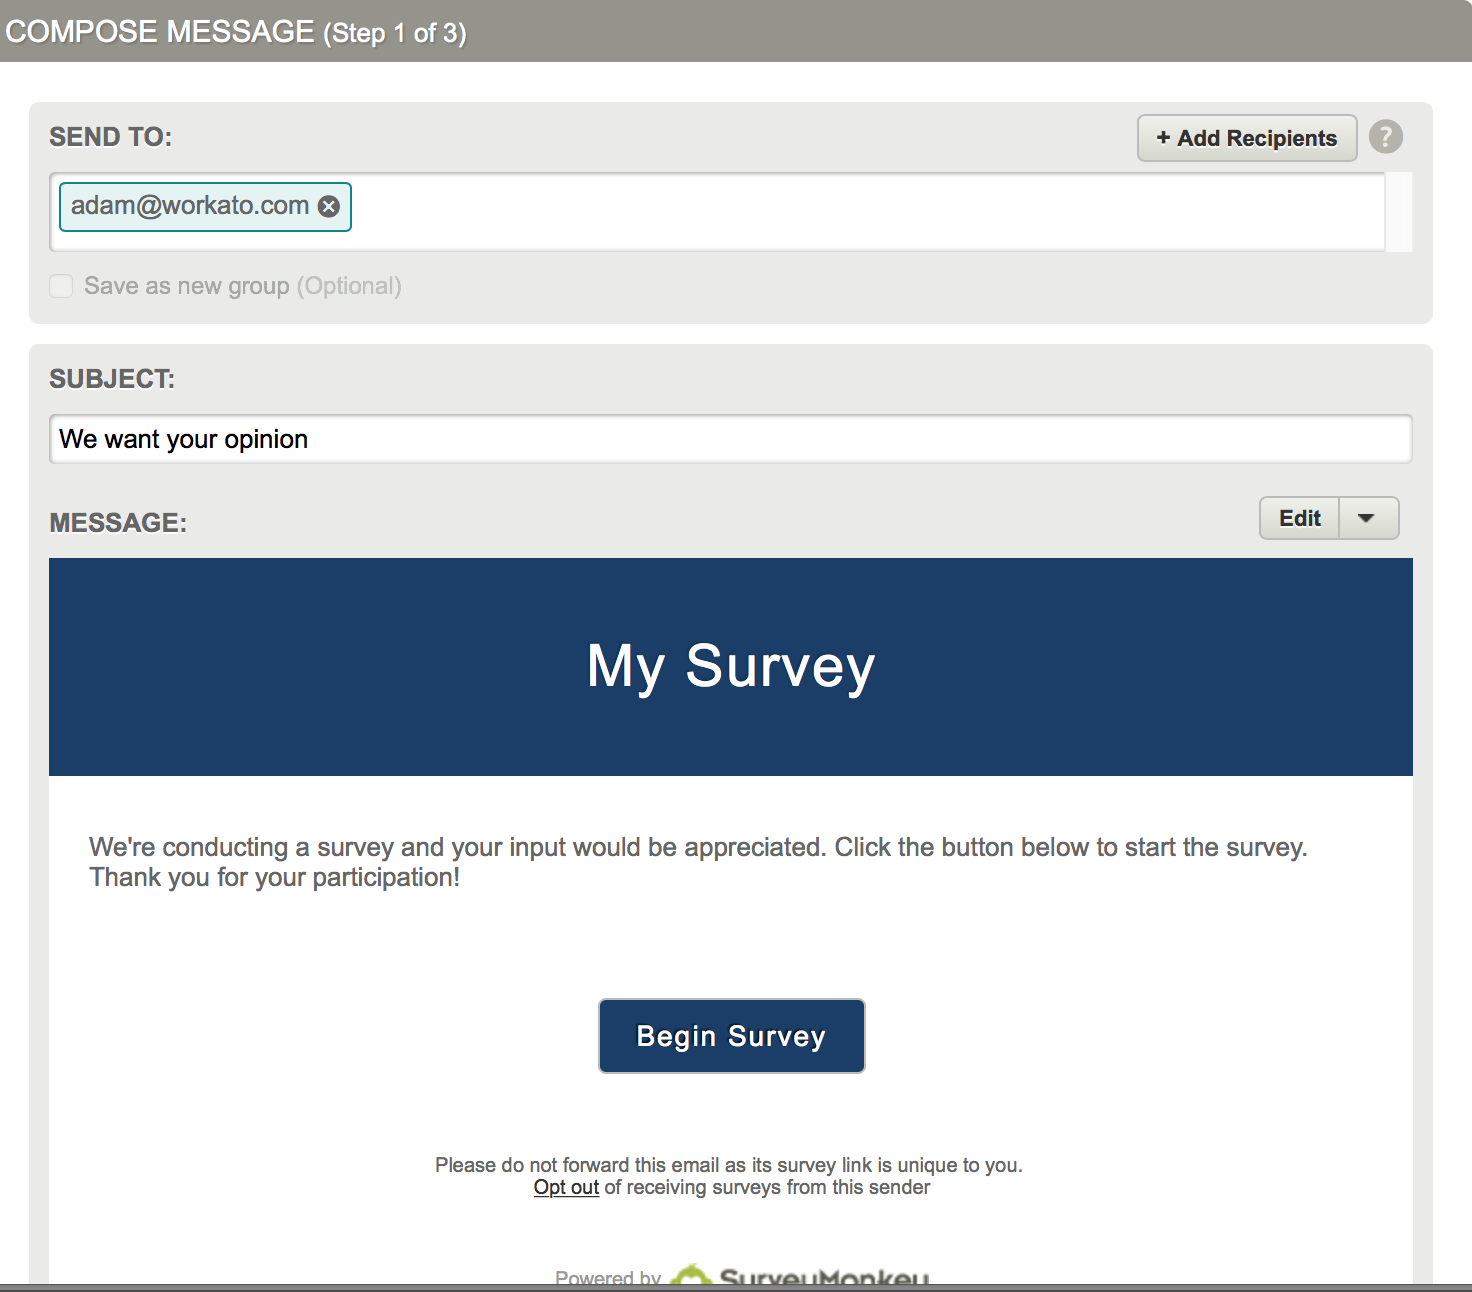 COMPOSE MESSAGE (Step 1 of 3)
SEND TO:
+ Add Recipients
?
adam@workato.com
Save as new group (Optional)
SUBJECT:
We want your opinion
MESSAGE:
Edit
My Survey
We're conducting a survey and your input would be appreciated. Click the button below to start the survey.
Thank you for your participation!
Begin Survey
Please do not forward this email as its survey link is unique to you.
Opt out of receiving surveys from this sender
Powered by SurveyMonkey